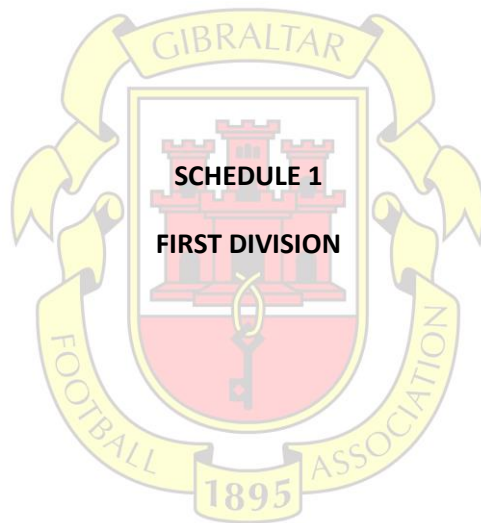 GIBRALTAR
SCHEDULE 1
FIRST DIVISION
FOOTBALL
ASSOCIATION
1895